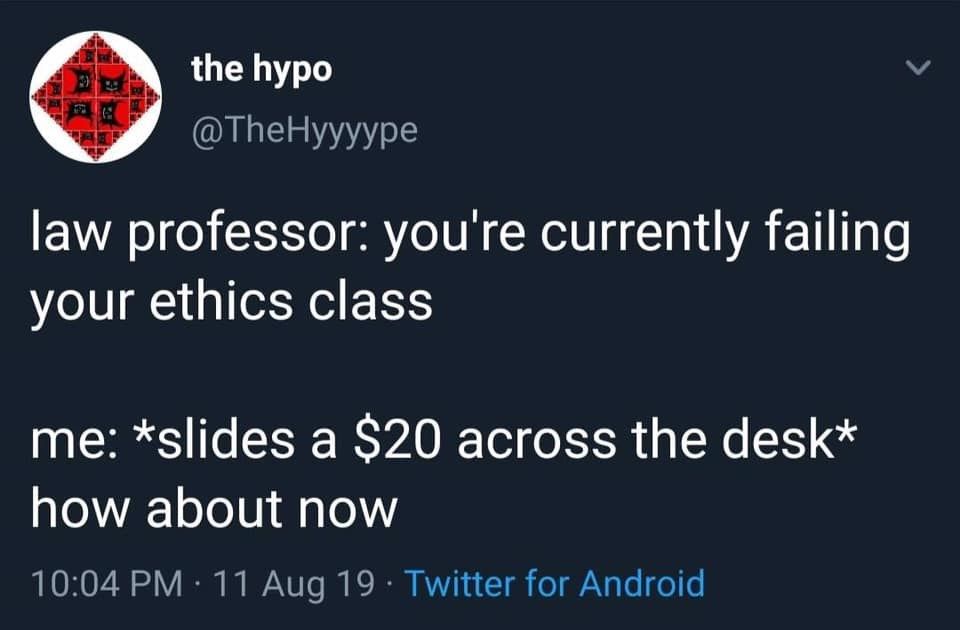 the hypo
@TheHyyyype
law professor: you're currently failing
your ethics class
me: *slides a $20 across the desk*
how about now
10:04 PM · 11 Aug 19 · Twitter for Android